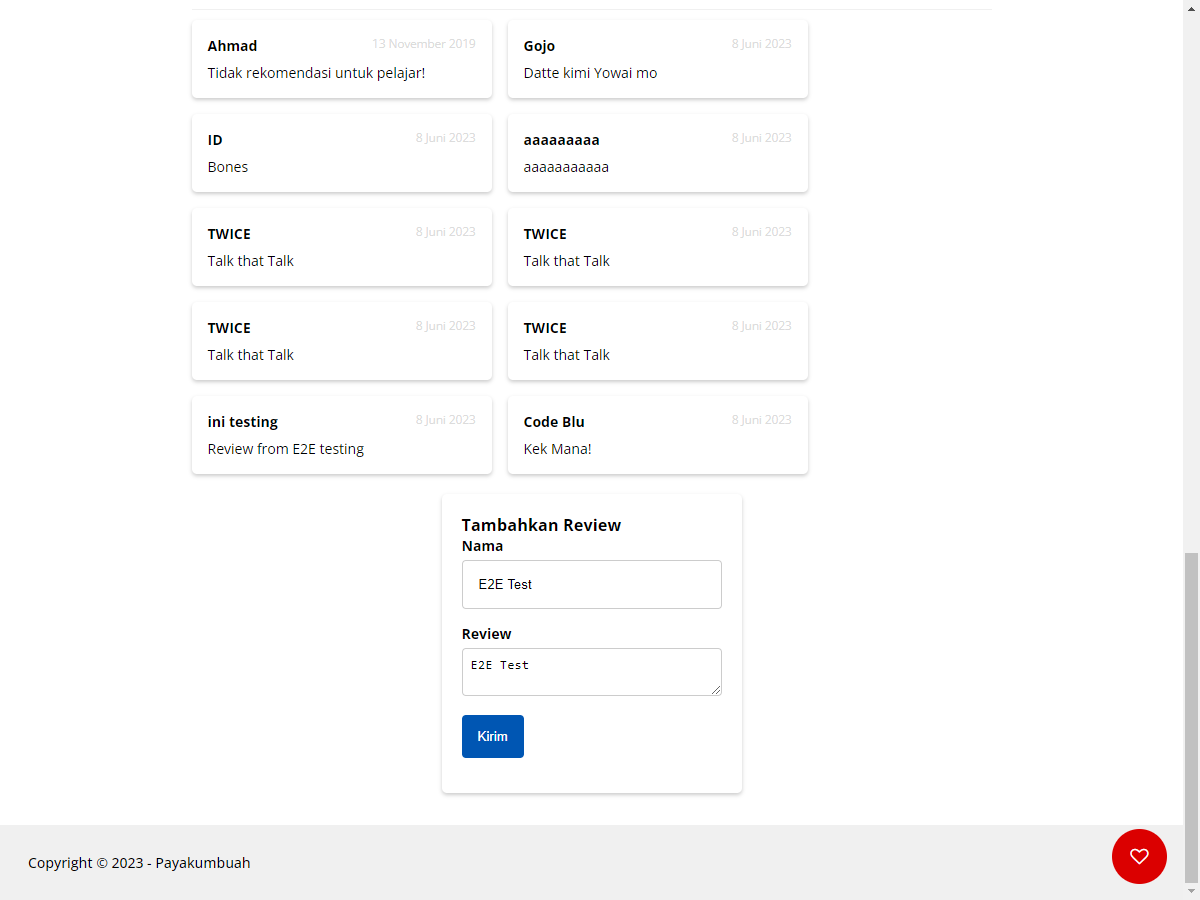 Ahmad 13 November 2019
Tidak rekomendasi untuk pelajar!
Gojo 8 Juni 2023
Datte kimi Yowai mo
ID 8 Juni 2023
Bones
aaaaaaaaa 8 Juni 2023
aaaaaaaaaaa
TWICE 8 Juni 2023
Talk that Talk
TWICE 8 Juni 2023
Talk that Talk
TWICE 8 Juni 2023
Talk that Talk
TWICE 8 Juni 2023
Talk that Talk
ini testing 8 Juni 2023
Review from E2E testing
Code Blu 8 Juni 2023
Kek Mana!
Tambahkan Review
Nama
E2E Test
Review
E2E Test
Kirim
Copyright © 2023 - Payakumbuah